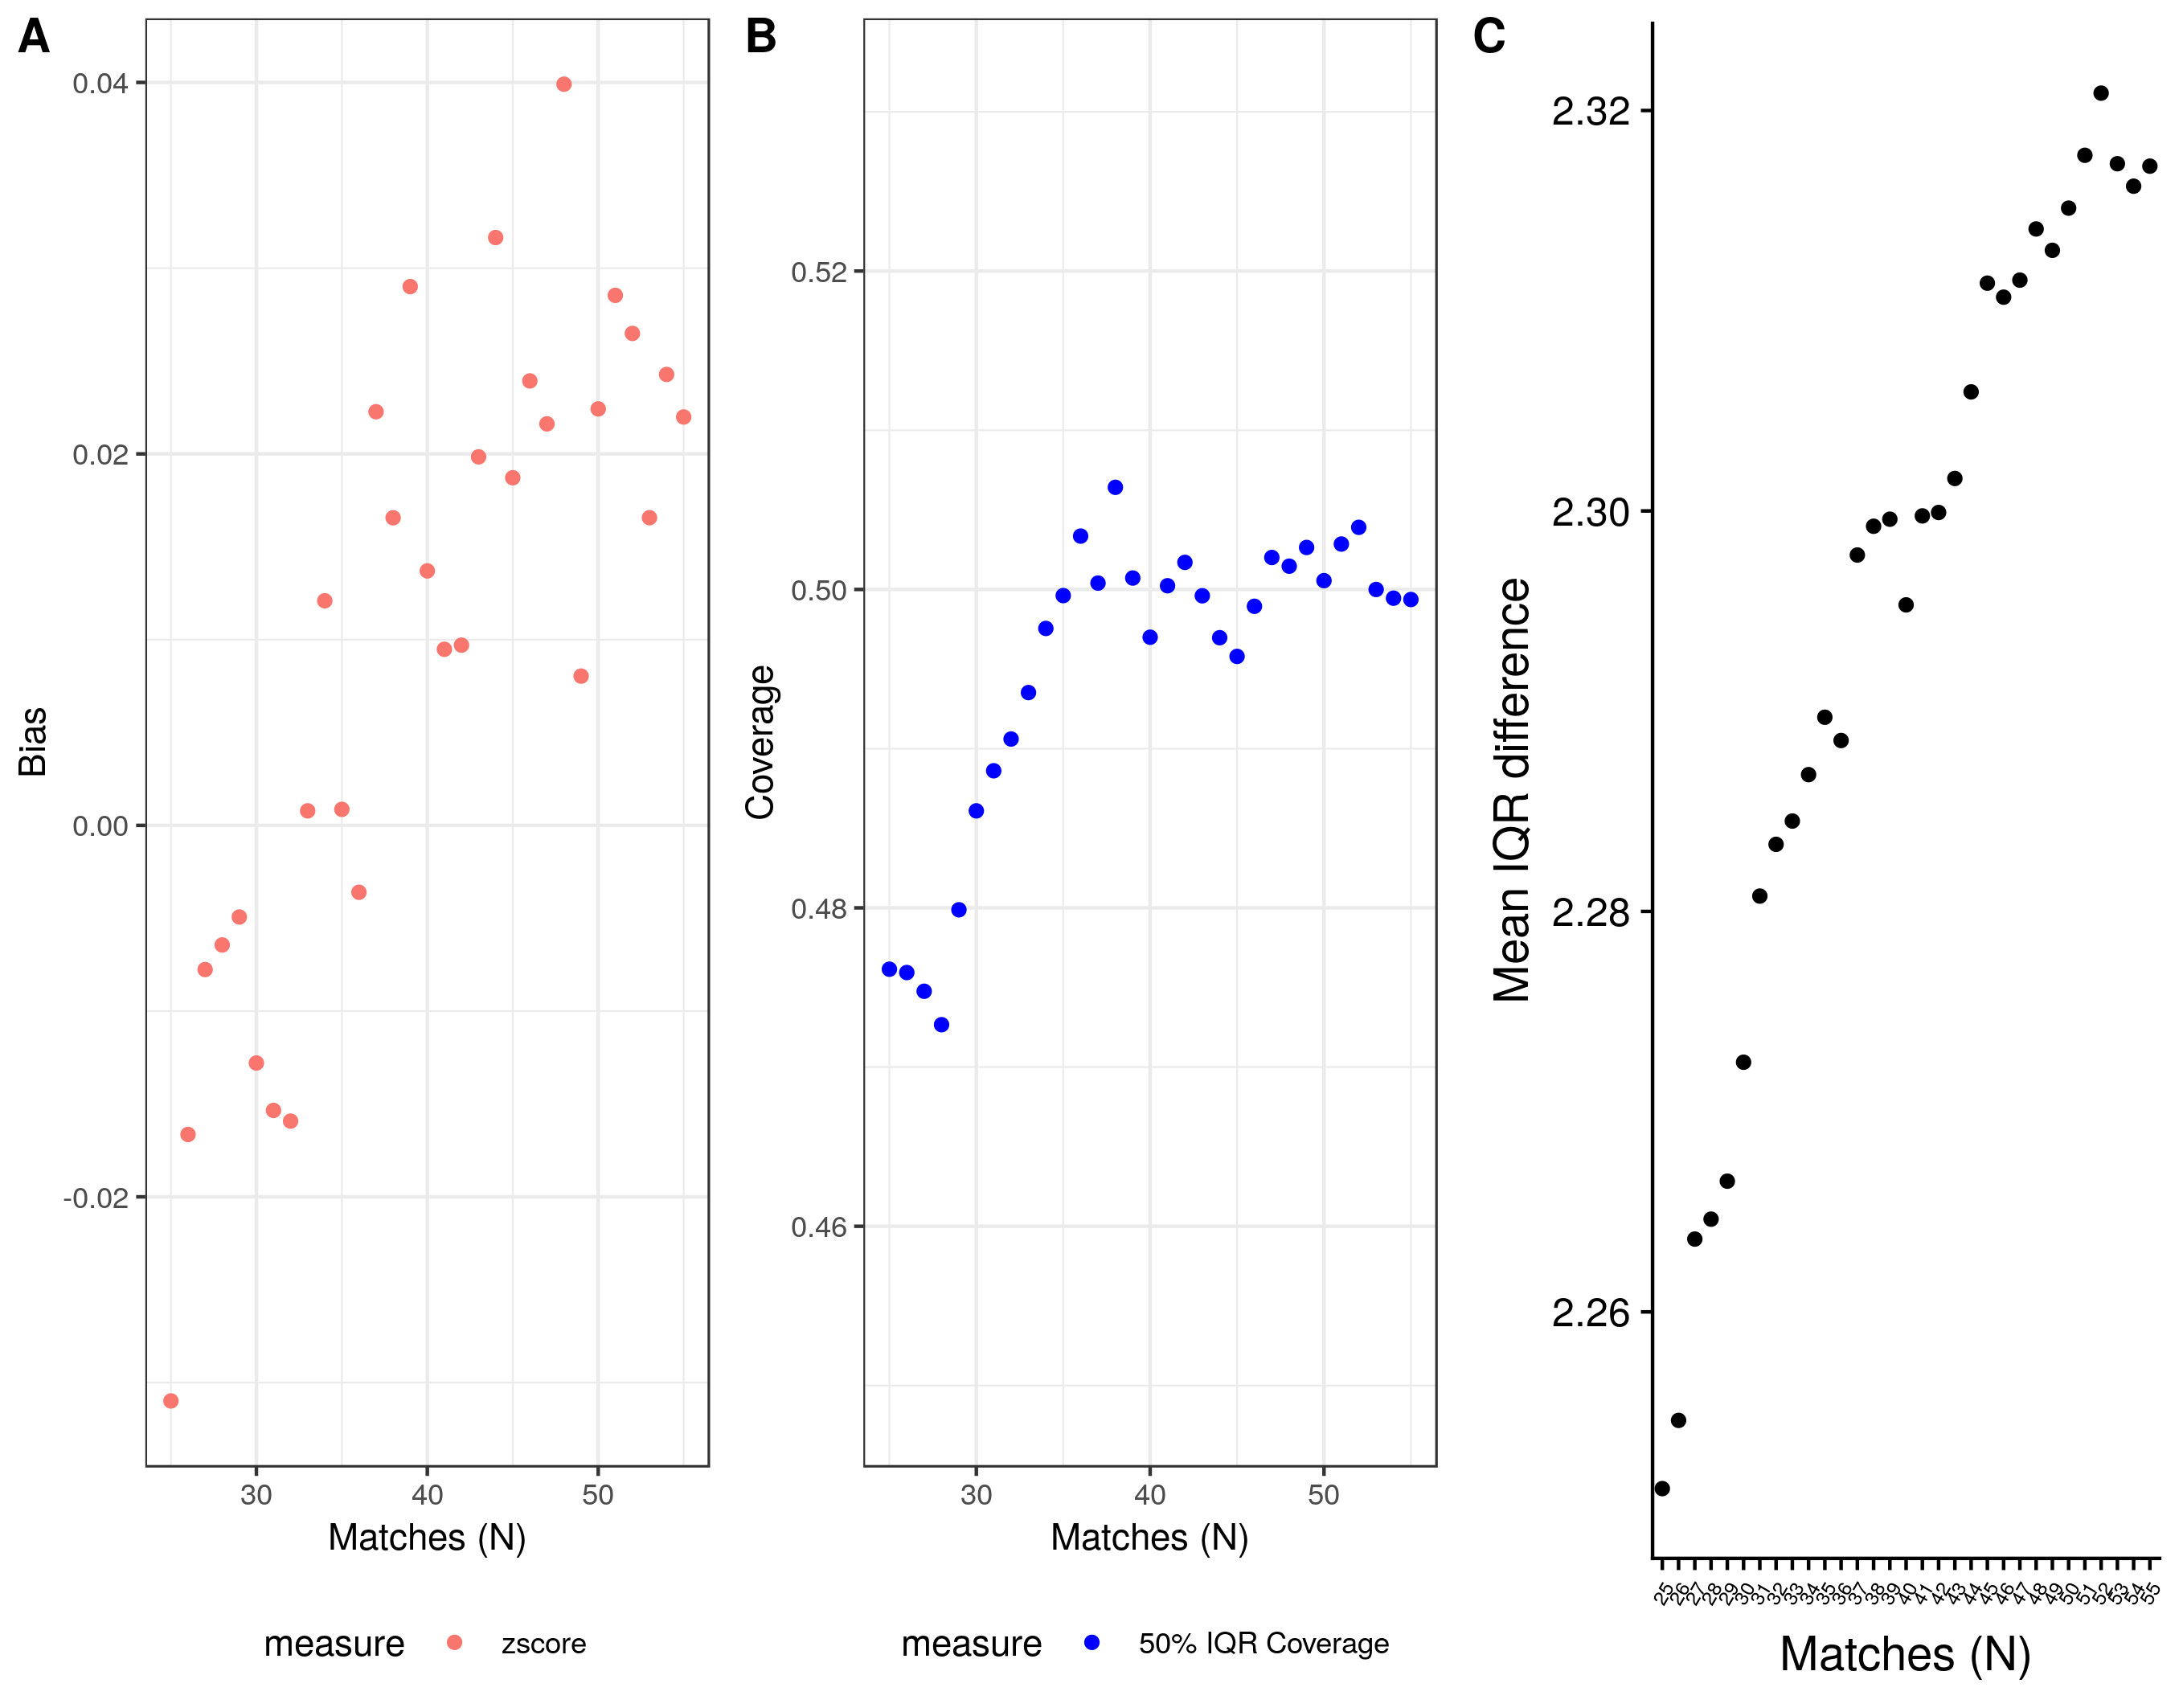 A
B
C
0.04
0.02
0.00
-0.02
Bias
30 40 50
Matches (N)
measure zscore
0.52
0.50
0.48
0.46
Coverage
30 40 50
Matches (N)
measure 50% IQR Coverage
2.32
2.30
2.28
2.26
Mean IQR difference
25 26 27 28 29 30 31 32 33 34 35 36 37 38 39 40 41 42 43 44 45 46 47 48 49 50 51 52 53 54 55
Matches (N)